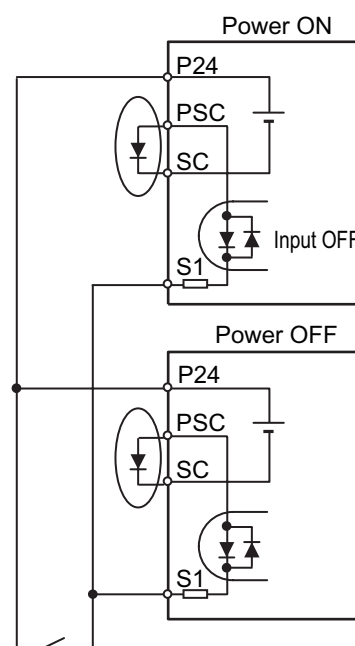 Power ON
P24
PSC
SC
Input OFF
S1
Power OFF
P24
PSC
SC
S1